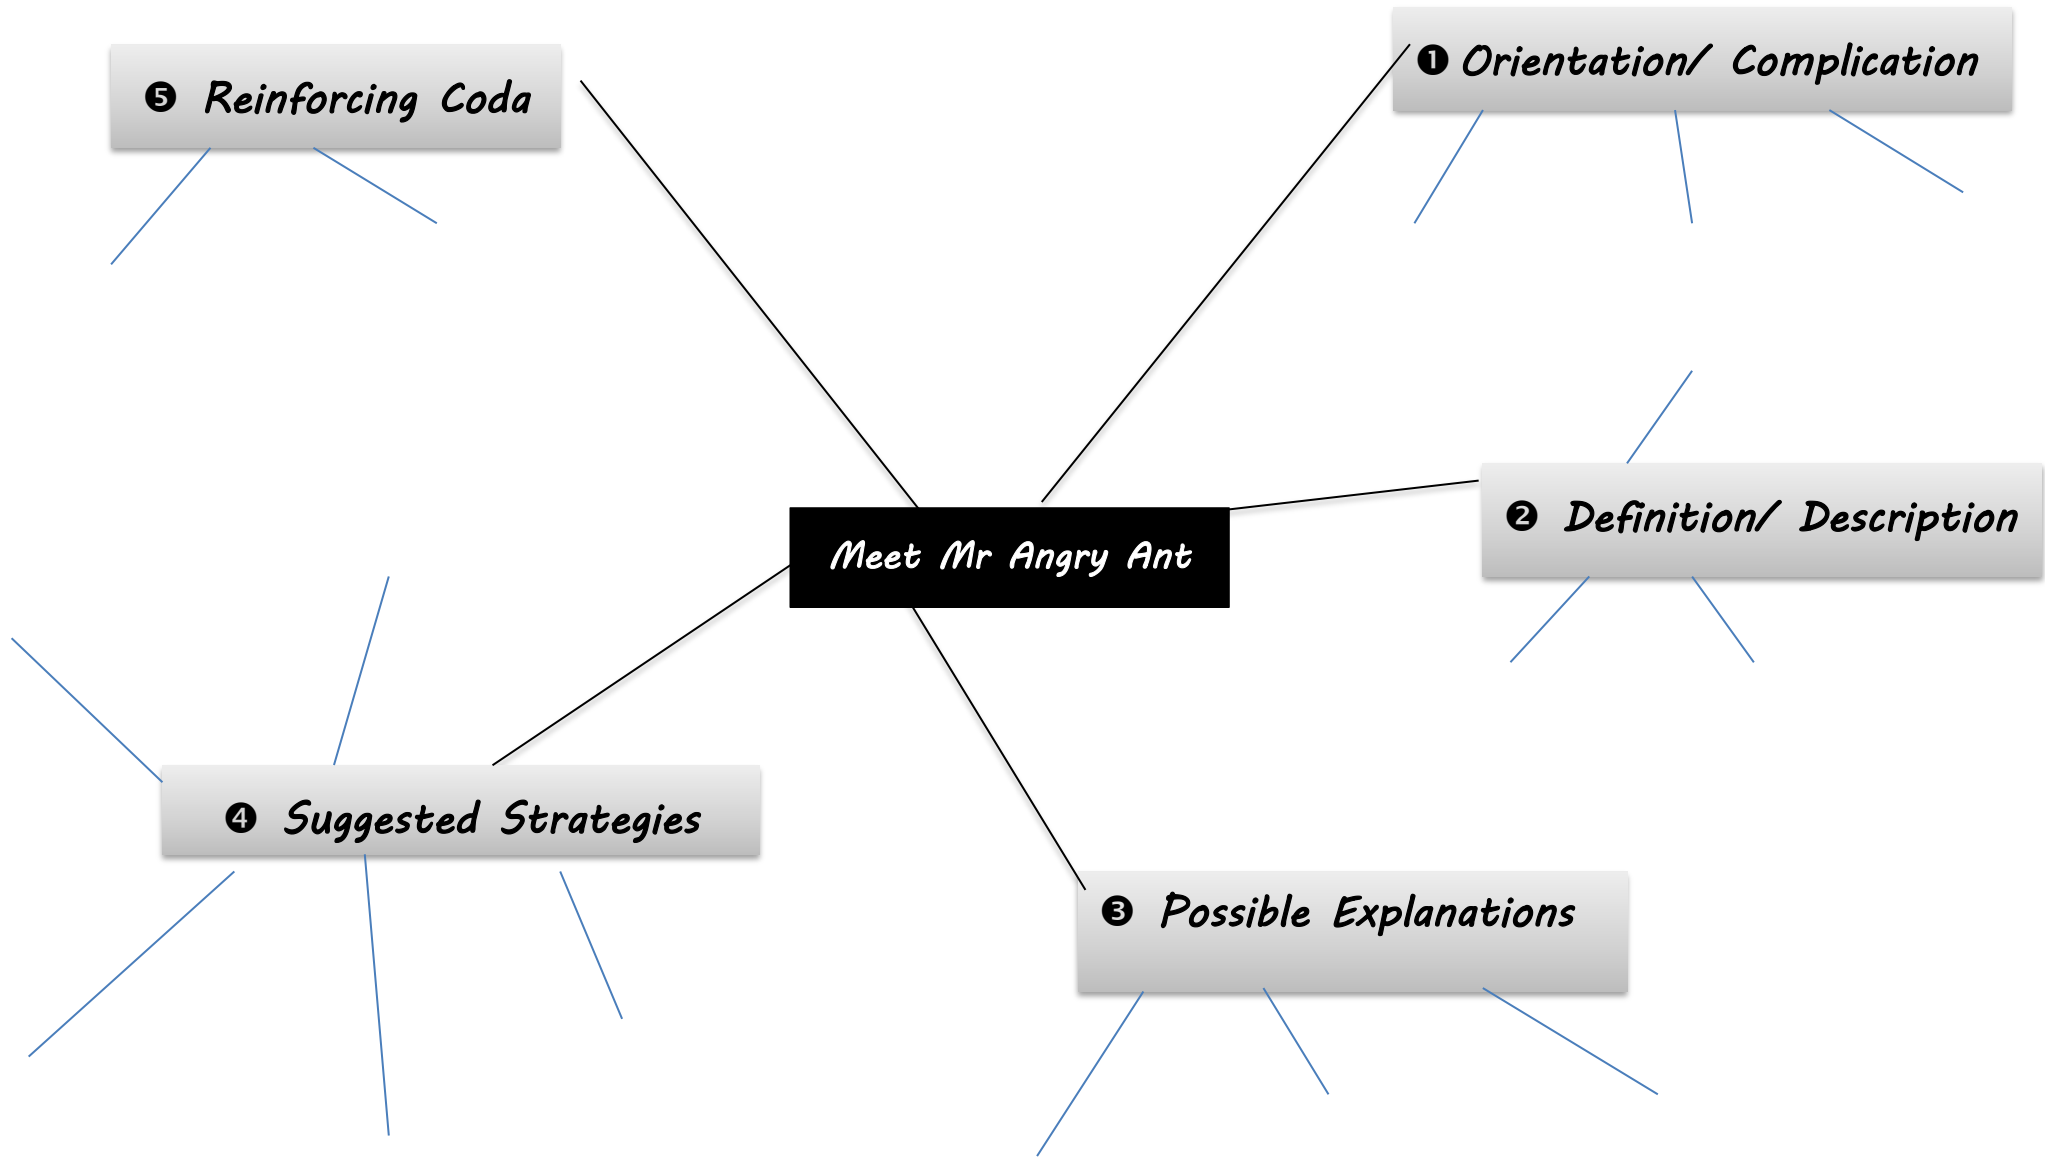 ❶ Orientation/ Complication
❺ Reinforcing Coda
❷ Definition/ Description
Meet Mr Angry Ant
❹ Suggested Strategies
❸ Possible Explanations